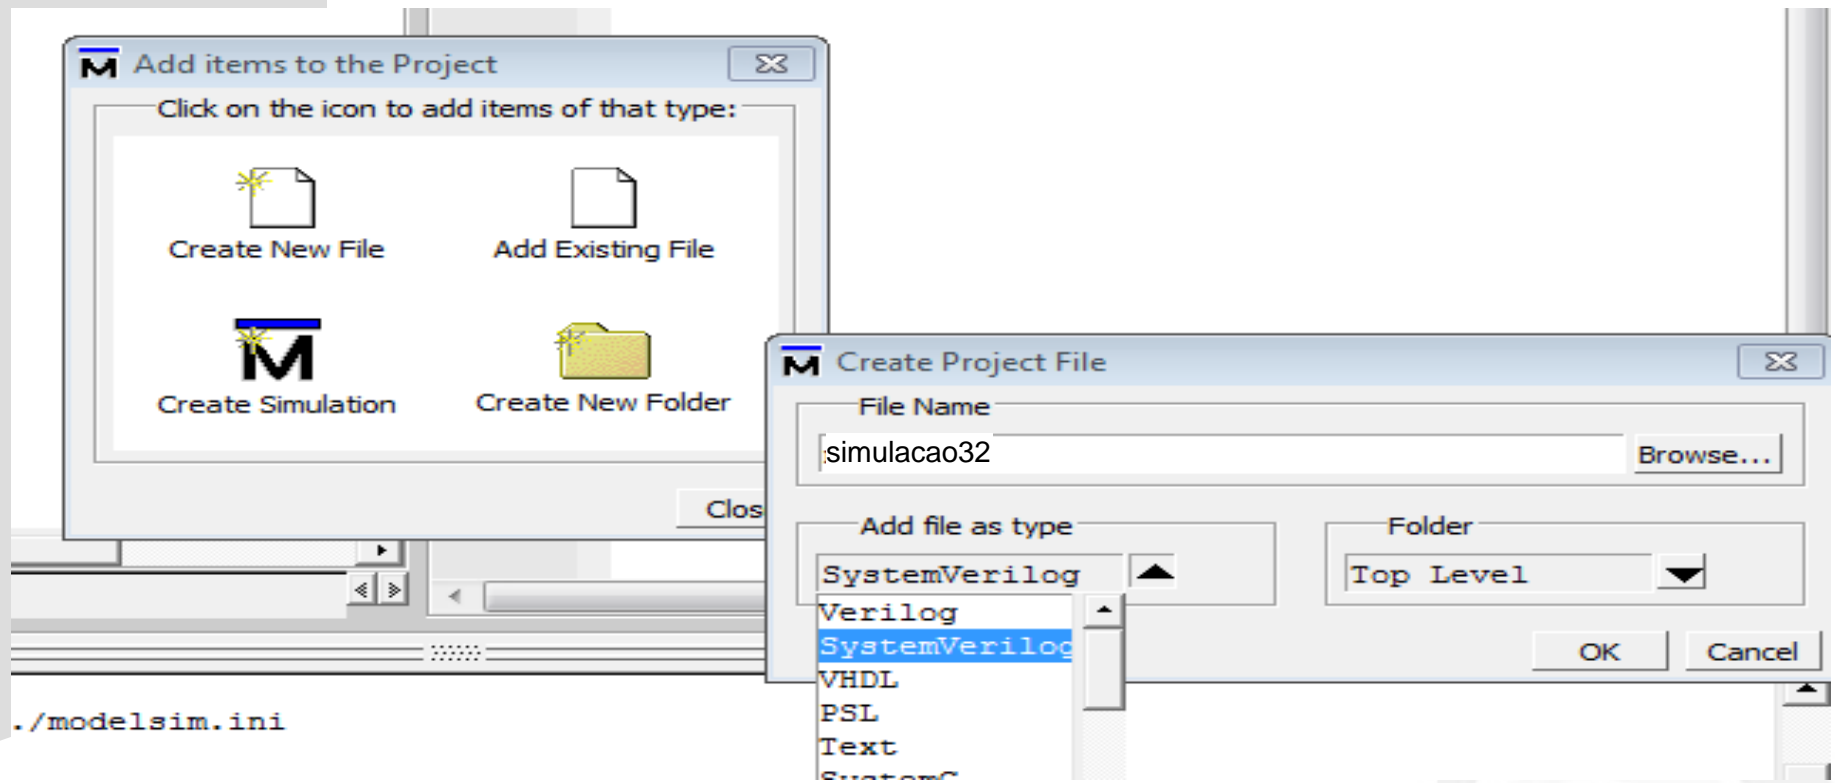 Add items to the Project
Click on the icon to add items of that type:
Create New File
Add Existing File
Create Simulation
Create New Folder
Clos
Create Project File
File Name
simulacao32
Browse...
Add file as type
SystemVerilog
Folder
Top Level
Verilog
SystemVerilog
VHDL
PSL
Text
SystemC
OK
Cancel
./modelsim.ini